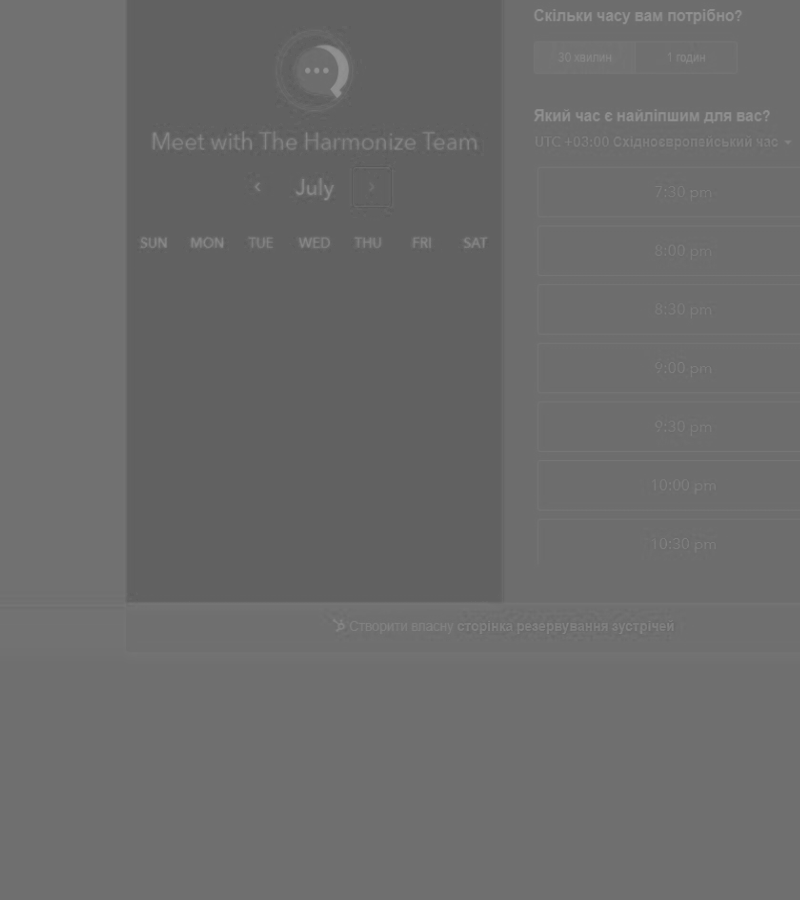 Meet with The Harmonize Team
July
SUN MON TUE WED THU FRI SAT
Скільки часу вам потрібно?
30 хвилин 1 годин
Який час є найліпшим для вас?
UTC +03:00 Східноєвропейський час
7:30 pm
8:00 pm
8:30 pm
9:00 pm
9:30 pm
10:00 pm
10:30 pm
Створити власну сторінка резервування зустрічей